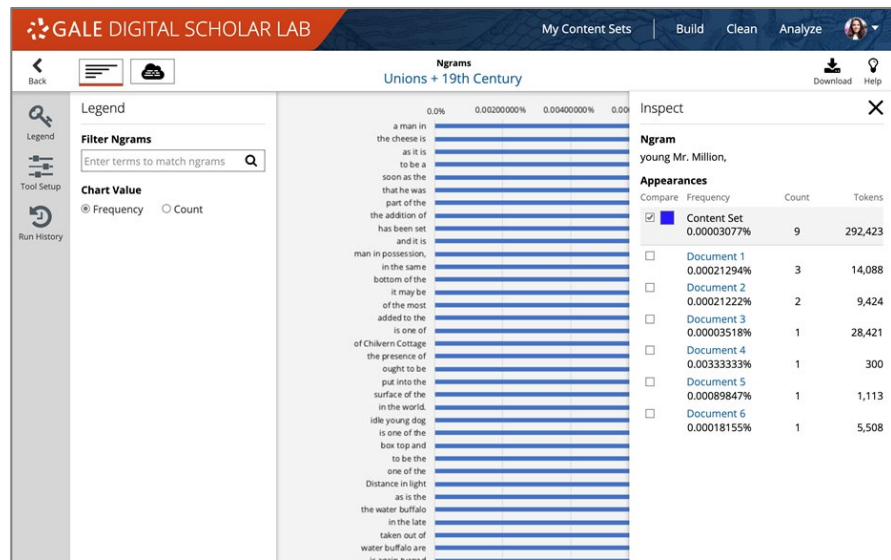 GALE DIGITAL SCHOLAR LAB
My Content Sets
Build
Clean
Analyze
Back
Ngrams
Unions + 19th Century
Download
Help
Legend
Tool Setup
Run History
Legend
Filter Ngrams
Enter terms to match ngrams
Chart Value
Frequency
Count
0.0%
0.00200000%
0.00400000%
0.00
a man in
the cheese is
as it is
to be a
soon as the
that he was
part of the
the addition of
has been set
and it is
man in possession,
in the same
bottom of the
it may be
of the most
added to the
is one of
of Chilvern Cottage
the presence of
ought to be
put into the
surface of the
in the world.
idle young dog
is one of the
box top and
to be the
one of the
Distance in light
as is the
the water buffalo
in the late
taken out of
water buffalo are
is again turned
Inspect
Ngram
young Mr. Million,
Appearances
Compare Frequency Count Tokens
Content Set
0.00003077% 9 292,423
Document 1
0.00021294% 3 14,088
Document 2
0.00021222% 2 9,424
Document 3
0.00003518% 1 28,421
Document 4
0.00333333% 1 300
Document 5
0.00089847% 1 1,113
Document 6
0.00018155% 1 5,508